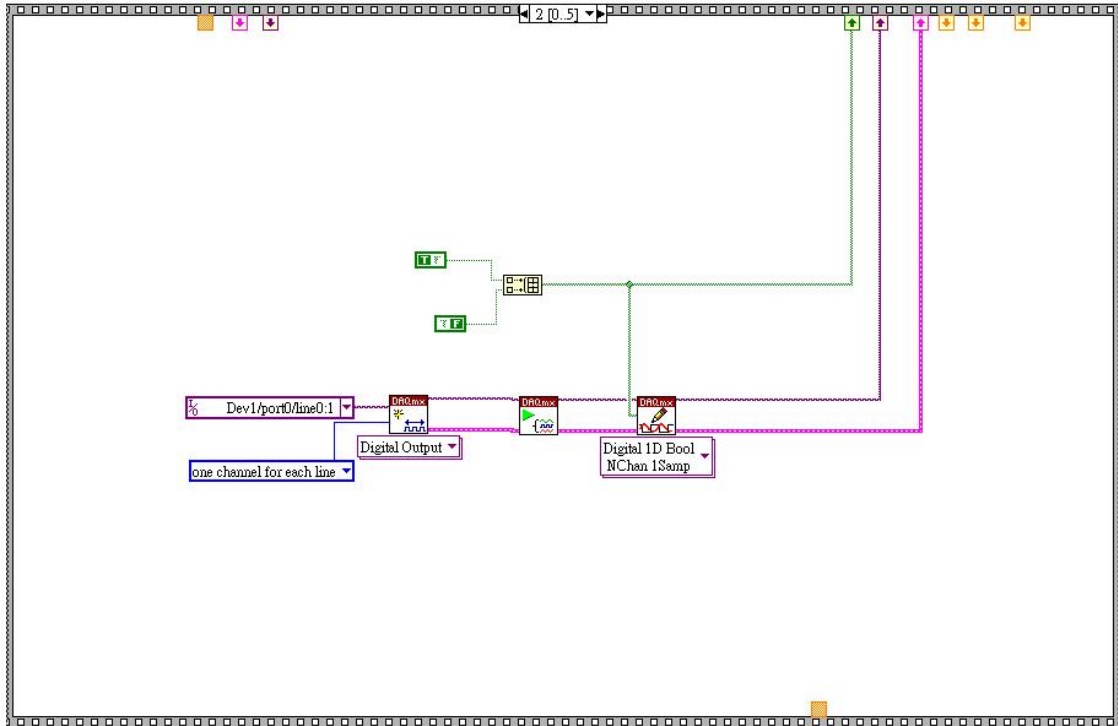 2 [0..5]
T F
T F
DAQmx
DAQmx
DAQmx
I/O Dev1/port0/line0:1
Digital Output
Digital 1D Bool
NChan 1Samp
one channel for each line